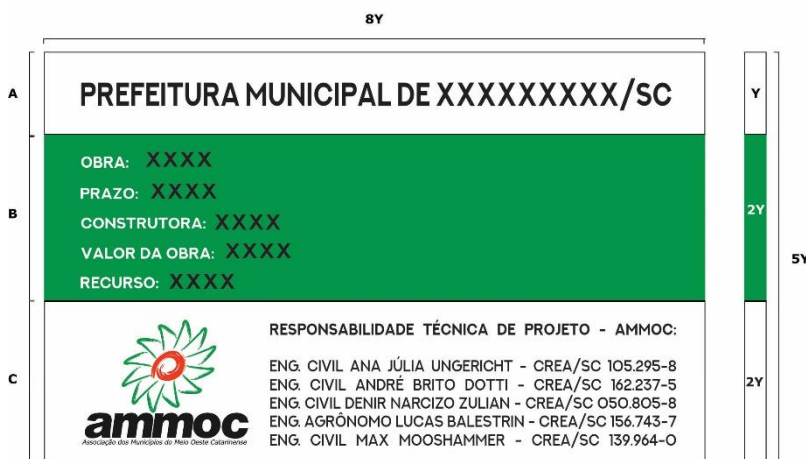 8Y
A
PREFEITURA MUNICIPAL DE XXXXXXXXX/SC
Y
OBRA: XXXX
PRAZO: XXXX
CONSTRUTORA: XXXX
B
2Y
VALOR DA OBRA: XXXX
5Y
RECURSO: XXXX
RESPONSABILIDADE TÉCNICA DE PROJETO - AMMOC:
ENG. CIVIL ANA JÚLIA UNGERICHT - CREA/SC 105.295-8
C
2Y
ENG. CIVIL ANDRÉ BRITO DOTTI - CREA/SC 162.237-5
ENG. CIVIL DENIR NARCIZO ZULIAN - CREA/SC 050.805-8
ENG. AGRÔNOMO LUCAS BALESTRIN - CREA/SC 156.743-7
ENG. CIVIL MAX MOOSHAMMER - CREA/SC 139.964-0
ammoc
Associação dos Municípios do Meio Oeste Catarinense